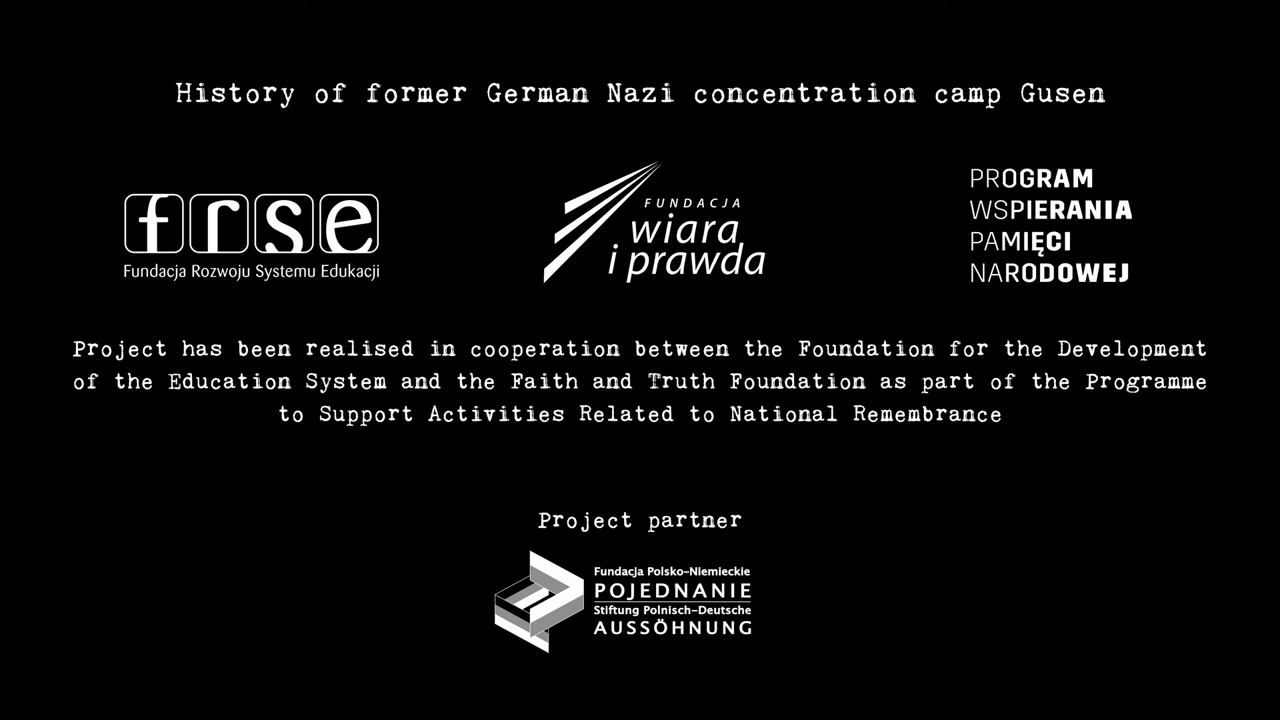 History of former German Nazi concentration camp Gusen
frse
Fundacja Rozwoju Systemu Edukacji
FUNDACJA
wiara
i prawda
PROGRAM
WSPIERANIA
PAMIĘCI
NARODOWEJ
Project has been realised in cooperation between the Foundation for the Development
of the Education System and the Faith and Truth Foundation as part of the Programme
to Support Activities Related to National Remembrance
Project partner
Fundacja Polsko-Niemieckie
POJEDNANIE
Stiftung Polnisch-Deutsche
AUSSÖHNUNG